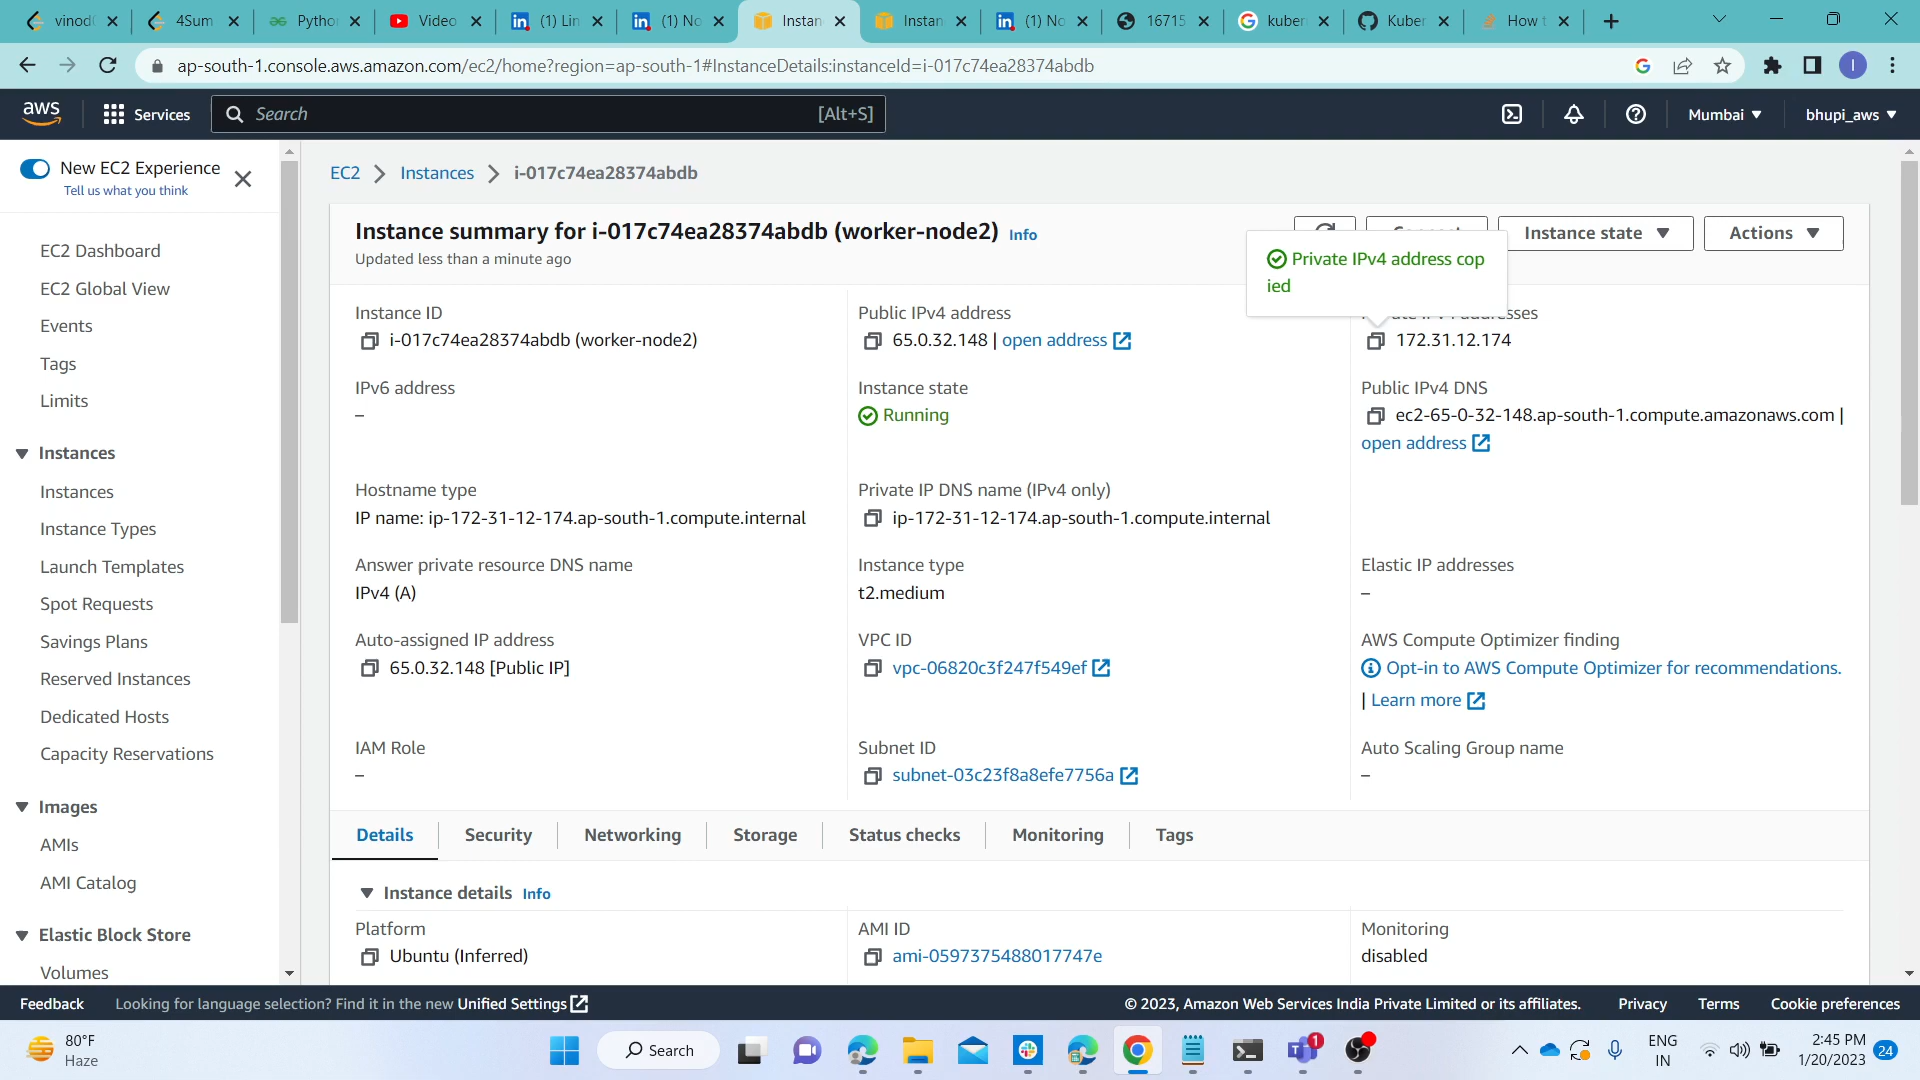 vinod
4Sum
Pytho
Video
(1) Lin
(1) No
Instan
Instan
(1) No
16715
kuber
Kuber
How t
ap-south-1.console.aws.amazon.com/ec2/home?region=ap-south-1#InstanceDetails:instanceId=i-017c74ea28374abdb
I
aws
Services
Search
[Alt+S]
Mumbai
bhupi_aws
New EC2 Experience
Tell us what you think
EC2 Dashboard
EC2 Global View
Events
Tags
Limits
Instances
Instances
Instance Types
Launch Templates
Spot Requests
Savings Plans
Reserved Instances
Dedicated Hosts
Capacity Reservations
Images
AMIs
AMI Catalog
Elastic Block Store
Volumes
EC2 > Instances > i-017c74ea28374abdb
Instance summary for i-017c74ea28374abdb (worker-node2) Info
Updated less than a minute ago
Instance state
Actions
Private IPv4 address cop
ied
Instance ID
i-017c74ea28374abdb (worker-node2)
Public IPv4 address
65.0.32.148 | open address
172.31.12.174
IPv6 address
–
Instance state
Running
Public IPv4 DNS
ec2-65-0-32-148.ap-south-1.compute.amazonaws.com |
open address
Hostname type
IP name: ip-172-31-12-174.ap-south-1.compute.internal
Private IP DNS name (IPv4 only)
ip-172-31-12-174.ap-south-1.compute.internal
Answer private resource DNS name
IPv4 (A)
Instance type
t2.medium
Elastic IP addresses
–
Auto-assigned IP address
65.0.32.148 [Public IP]
VPC ID
vpc-06820c3f247f549ef
AWS Compute Optimizer finding
Opt-in to AWS Compute Optimizer for recommendations.
| Learn more
IAM Role
–
Subnet ID
subnet-03c23f8a8efe7756a
Auto Scaling Group name
–
Details
Security
Networking
Storage
Status checks
Monitoring
Tags
Instance details Info
Platform
Ubuntu (Inferred)
AMI ID
ami-0597375488017747e
Monitoring
disabled
Feedback
Looking for language selection? Find it in the new Unified Settings
© 2023, Amazon Web Services India Private Limited or its affiliates.
Privacy
Terms
Cookie preferences
80°F
Haze
Search
1
ENG
IN
2:45 PM
1/20/2023
24